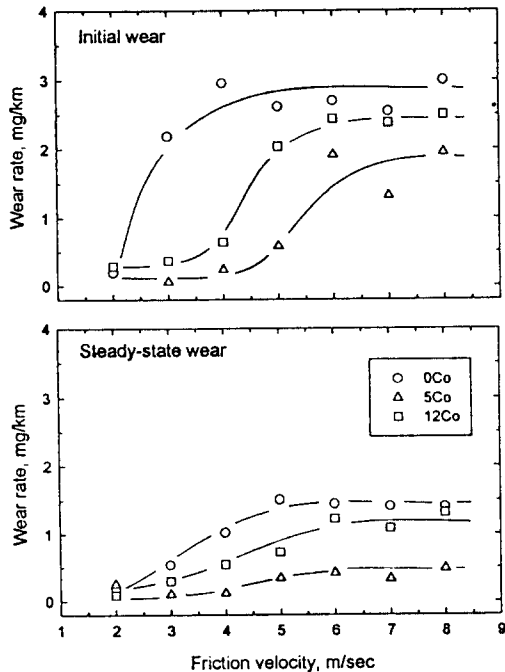 4
Initial wear
3
2
1
0
Wear rate, mg/km
4
Steady-state wear
0Co
5Co
12Co
3
2
1
0
Wear rate, mg/km
1 2 3 4 5 6 7 8 9
Friction velocity, m/sec